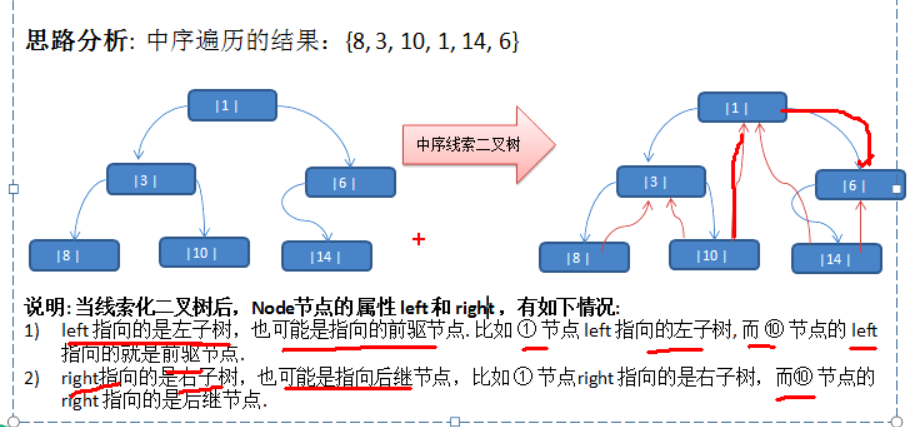 思路分析: 中序遍历的结果：{8, 3, 10, 1, 14, 6}
|1 |
|3 |
|6 |
|8 |
|10 |
|14 |
中序线索二叉树
|1 |
|3 |
|6 |
|8 |
|10 |
|14 |
说明: 当线索化二叉树后，Node节点的属性 left 和 right ，有如下情况:
1) left 指向的是左子树，也可能是指向的前驱节点. 比如 ① 节点 left 指向的左子树, 而 ⑩ 节点的 left
指向的就是前驱节点.
2) right指向的是右子树，也可能是指向后继节点，比如 ① 节点right 指向的是右子树，而⑩ 节点的
right 指向的是后继节点.